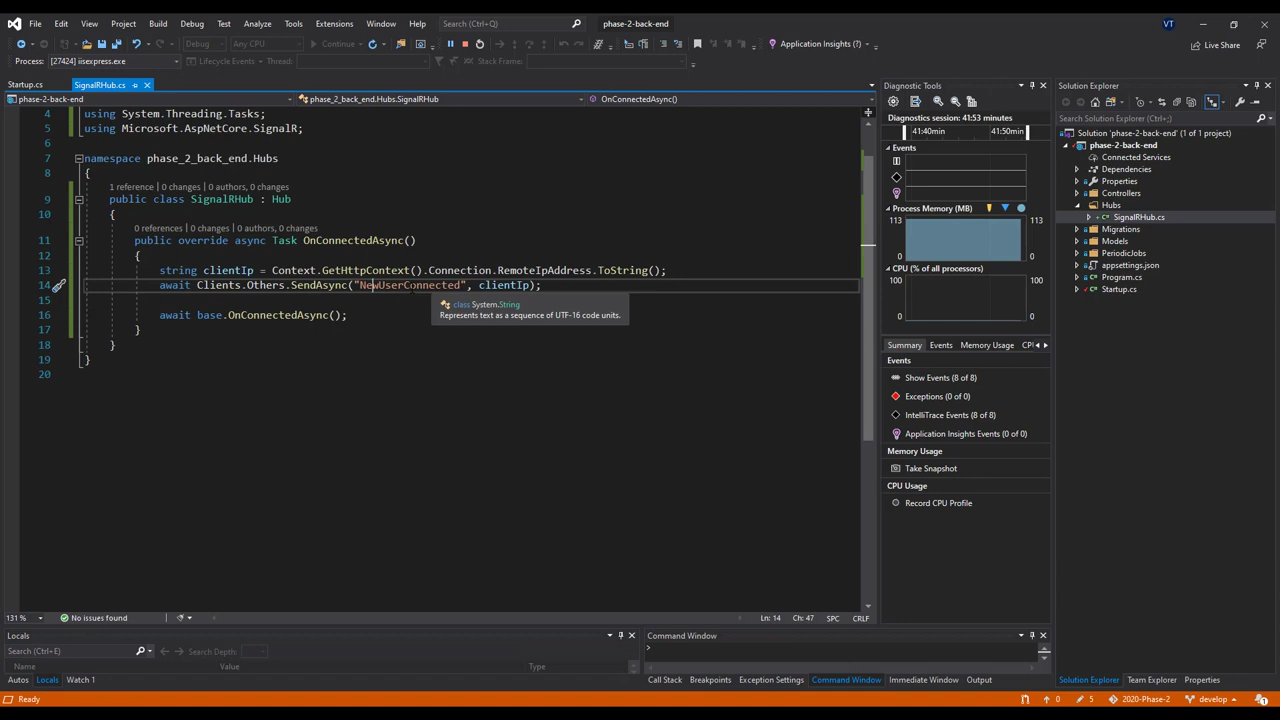 File Edit View Project Build Debug Test Analyze Tools Extensions Window Help Search (Ctrl+Q) phase-2-back-end VT
Debug Any CPU Continue Application Insights (?) Live Share
Process: [27424] iisexpress.exe Lifecycle Events Thread: Stack Frame:
Startup.cs SignalRHub.cs
phase-2-back-end phase_2_back_end.Hubs.SignalRHub OnConnectedAsync()
4 using System.Threading.Tasks;
5 using Microsoft.AspNetCore.SignalR;
6
7 namespace phase_2_back_end.Hubs
8 {
1 reference | 0 changes | 0 authors, 0 changes
9 public class SignalRHub : Hub
10 {
0 references | 0 changes | 0 authors, 0 changes
11 public override async Task OnConnectedAsync()
12 {
13 string clientIp = Context.GetHttpContext().Connection.RemoteIpAddress.ToString();
14 await Clients.Others.SendAsync("NewUserConnected", clientIp);
class System.String
15
Represents text as a sequence of UTF-16 code units.
16 await base.OnConnectedAsync();
17 }
18 }
19 }
20
131 % No issues found Ln: 14 Ch: 47 SPC CRLF
Diagnostic Tools
Diagnostics session: 41:53 minutes
41:40min 41:50min
Events
Process Memory (MB)
113 113
0 0
CPU (% of all processors)
100 100
0 0
Summary Events Memory Usage CPU
Events
Show Events (8 of 8)
Exceptions (0 of 0)
IntelliTrace Events (8 of 8)
Application Insights Events (0 of 0)
Memory Usage
Take Snapshot
CPU Usage
Record CPU Profile
Solution Explorer
Search Solution Explorer (Ctrl+;)
Solution 'phase-2-back-end' (1 of 1 project)
phase-2-back-end
Connected Services
Dependencies
Properties
Controllers
Hubs
SignalRHub.cs
Migrations
Models
PeriodicJobs
appsettings.json
Program.cs
Startup.cs
Locals
Search (Ctrl+E) Search Depth:
Name Value Type
Autos Locals Watch 1
Command Window
>
Call Stack Breakpoints Exception Settings Command Window Immediate Window Output
Solution Explorer Team Explorer Properties
Ready 0 5 2020-Phase-2 develop 1